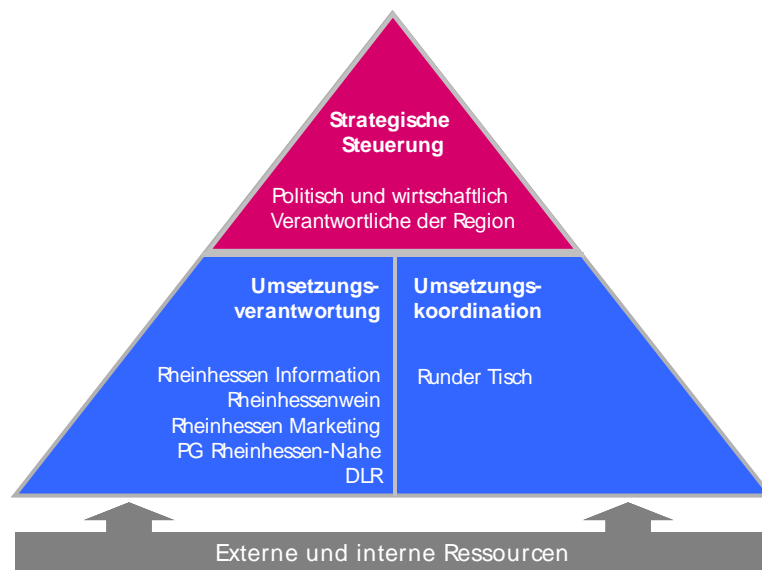 Strategische
Steuerung
Politisch und wirtschaftlich
Verantwortliche der Region
Umsetzungs-
verantwortung
Rheinhessen Information
Rheinhessenwein
Rheinhessen Marketing
PG Rheinhessen-Nahe
DLR
Umsetzungs-
koordination
Runder Tisch
Externe und interne Ressourcen